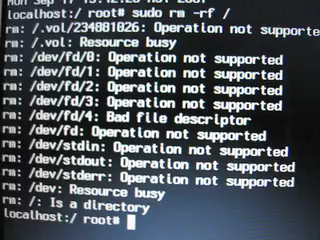 localhost:/ root# sudo rm -rf /
rm: /.vol/234881026: Operation not supporte
rm: /.vol: Resource busy
rm: /dev/fd/0: Operation not supported
rm: /dev/fd/1: Operation not supported
rm: /dev/fd/2: Operation not supported
rm: /dev/fd/3: Operation not supported
rm: /dev/fd/4: Bad file descriptor
rm: /dev/fd: Operation not supported
rm: /dev/stdin: Operation not supported
rm: /dev/stdout: Operation not supported
rm: /dev/stderr: Operation not supported
rm: /dev: Resource busy
rm: /: Is a directory
localhost:/ root#